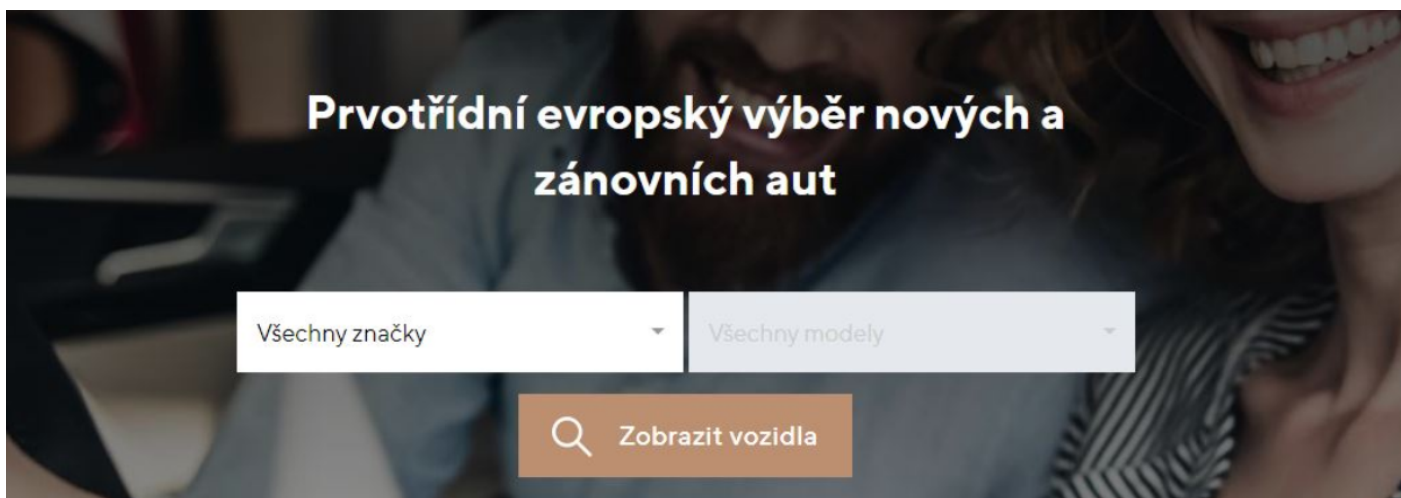 Prvotřídní evropský výběr nových a
zánovních aut
Všechny značky
Všechny modely
Zobrazit vozidla